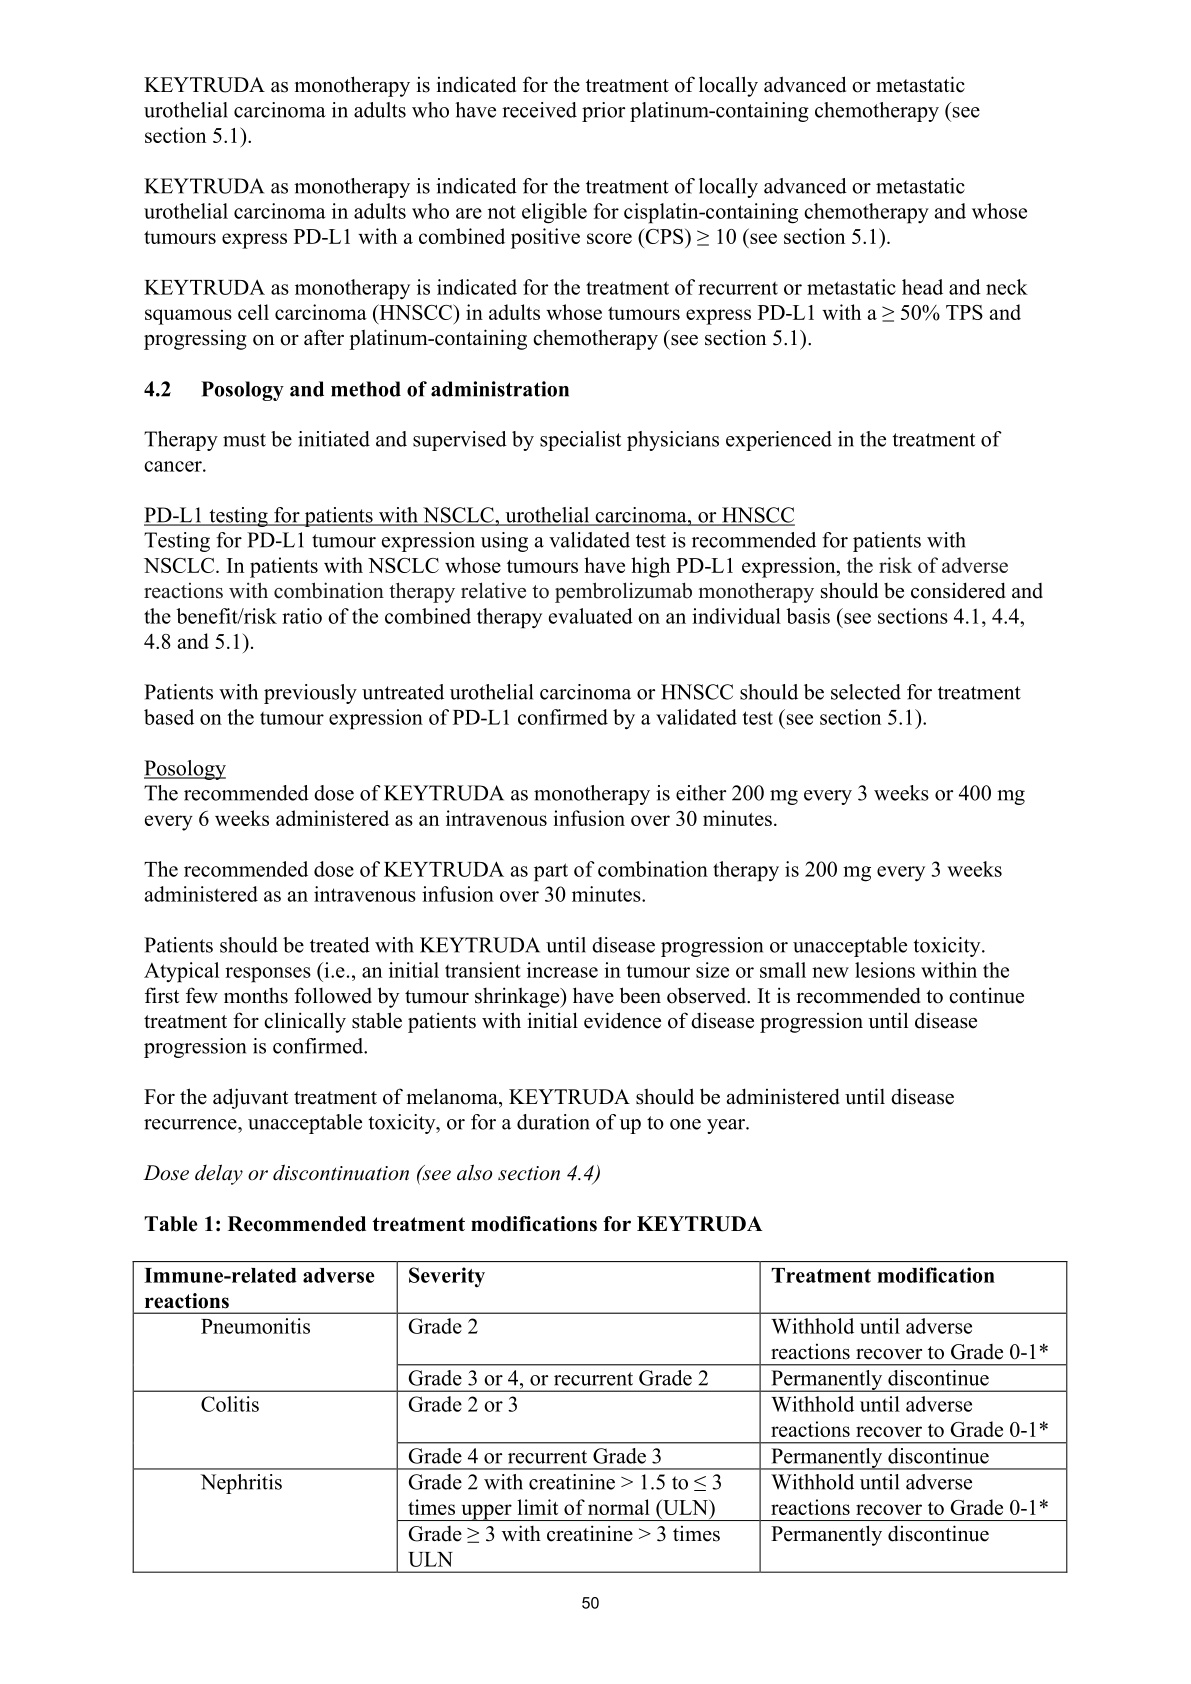 KEYTRUDA as monotherapy is indicated for the treatment of locally advanced or metastatic
urothelial carcinoma in adults who have received prior platinum-containing chemotherapy (see
section 5.1).
KEYTRUDA as monotherapy is indicated for the treatment of locally advanced or metastatic
urothelial carcinoma in adults who are not eligible for cisplatin-containing chemotherapy and whose
tumours express PD-L1 with a combined positive score (CPS) ≥ 10 (see section 5.1).
KEYTRUDA as monotherapy is indicated for the treatment of recurrent or metastatic head and neck
squamous cell carcinoma (HNSCC) in adults whose tumours express PD-L1 with a ≥ 50% TPS and
progressing on or after platinum-containing chemotherapy (see section 5.1).
4.2 Posology and method of administration
Therapy must be initiated and supervised by specialist physicians experienced in the treatment of
cancer.
PD-L1 testing for patients with NSCLC, urothelial carcinoma, or HNSCC
Testing for PD-L1 tumour expression using a validated test is recommended for patients with
NSCLC. In patients with NSCLC whose tumours have high PD-L1 expression, the risk of adverse
reactions with combination therapy relative to pembrolizumab monotherapy should be considered and
the benefit/risk ratio of the combined therapy evaluated on an individual basis (see sections 4.1, 4.4,
4.8 and 5.1).
Patients with previously untreated urothelial carcinoma or HNSCC should be selected for treatment
based on the tumour expression of PD-L1 confirmed by a validated test (see section 5.1).
Posology
The recommended dose of KEYTRUDA as monotherapy is either 200 mg every 3 weeks or 400 mg
every 6 weeks administered as an intravenous infusion over 30 minutes.
The recommended dose of KEYTRUDA as part of combination therapy is 200 mg every 3 weeks
administered as an intravenous infusion over 30 minutes.
Patients should be treated with KEYTRUDA until disease progression or unacceptable toxicity.
Atypical responses (i.e., an initial transient increase in tumour size or small new lesions within the
first few months followed by tumour shrinkage) have been observed. It is recommended to continue
treatment for clinically stable patients with initial evidence of disease progression until disease
progression is confirmed.
For the adjuvant treatment of melanoma, KEYTRUDA should be administered until disease
recurrence, unacceptable toxicity, or for a duration of up to one year.
Dose delay or discontinuation (see also section 4.4)
Table 1: Recommended treatment modifications for KEYTRUDA
Immune-related adverse
reactions
Severity
Treatment modification
Pneumonitis
Grade 2
Withhold until adverse
reactions recover to Grade 0-1*
Grade 3 or 4, or recurrent Grade 2
Permanently discontinue
Colitis
Grade 2 or 3
Withhold until adverse
reactions recover to Grade 0-1*
Grade 4 or recurrent Grade 3
Permanently discontinue
Nephritis
Grade 2 with creatinine > 1.5 to ≤ 3
times upper limit of normal (ULN)
Withhold until adverse
reactions recover to Grade 0-1*
Grade ≥ 3 with creatinine > 3 times
ULN
Permanently discontinue
50